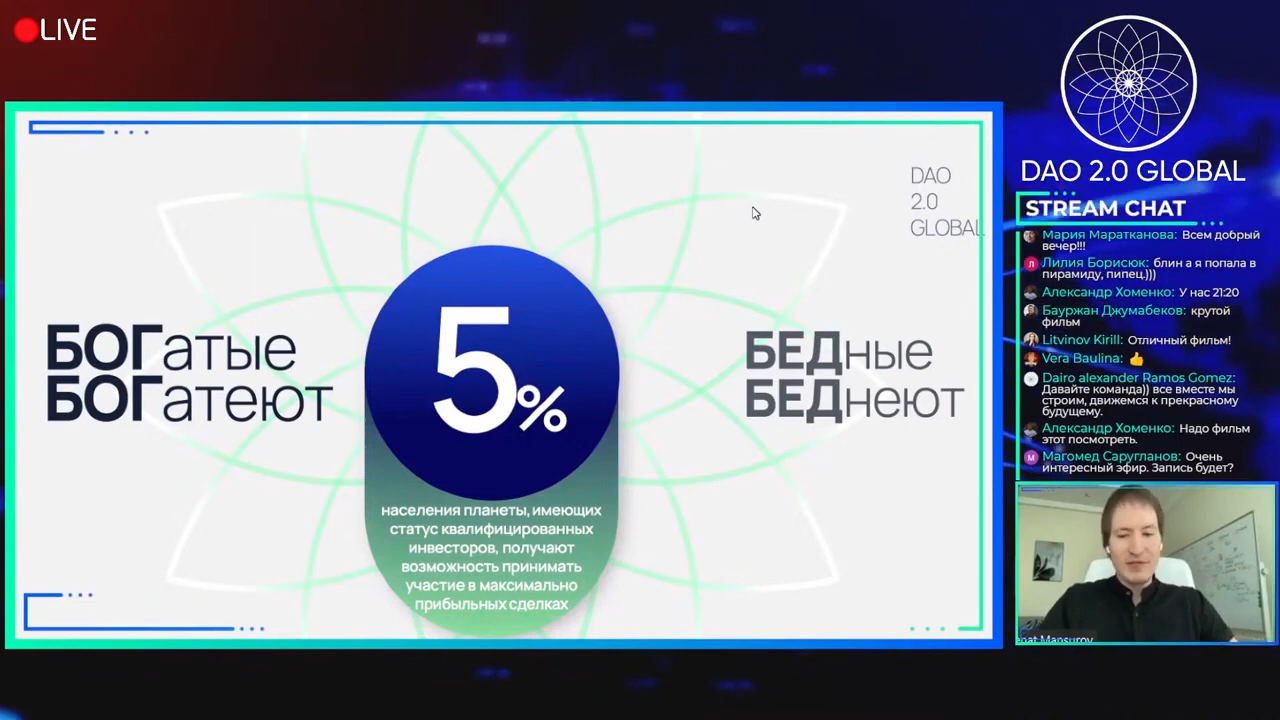 LIVE
DAO
2.0
GLOBAL
БОГатые
БОГатеют
5%
БЕДные
БЕДнеют
населения планеты, имеющих
статус квалифицированных
инвесторов, получают
возможность принимать
участие в максимально
прибыльных сделках
DAO 2.0 GLOBAL
STREAM CHAT
Мария Маратканова: Всем добрый
вечер!!!
Л Лилия Борисюк: блин а я попала в
пирамиду, пипец.)))
Александр Хоменко: У нас 21:20
Бауржан Джумабеков: крутой
фильм
Litvinov Kirill: Отличный фильм!
Vera Baulina: 👍
Dairo alexander Ramos Gomez:
Давайте команда)) все вместе мы
строим, движемся к прекрасному
будущему.
Александр Хоменко: Надо фильм
этот посмотреть.
М Магомед Саругланов: Очень
интересный эфир. Запись будет?
Mansurov